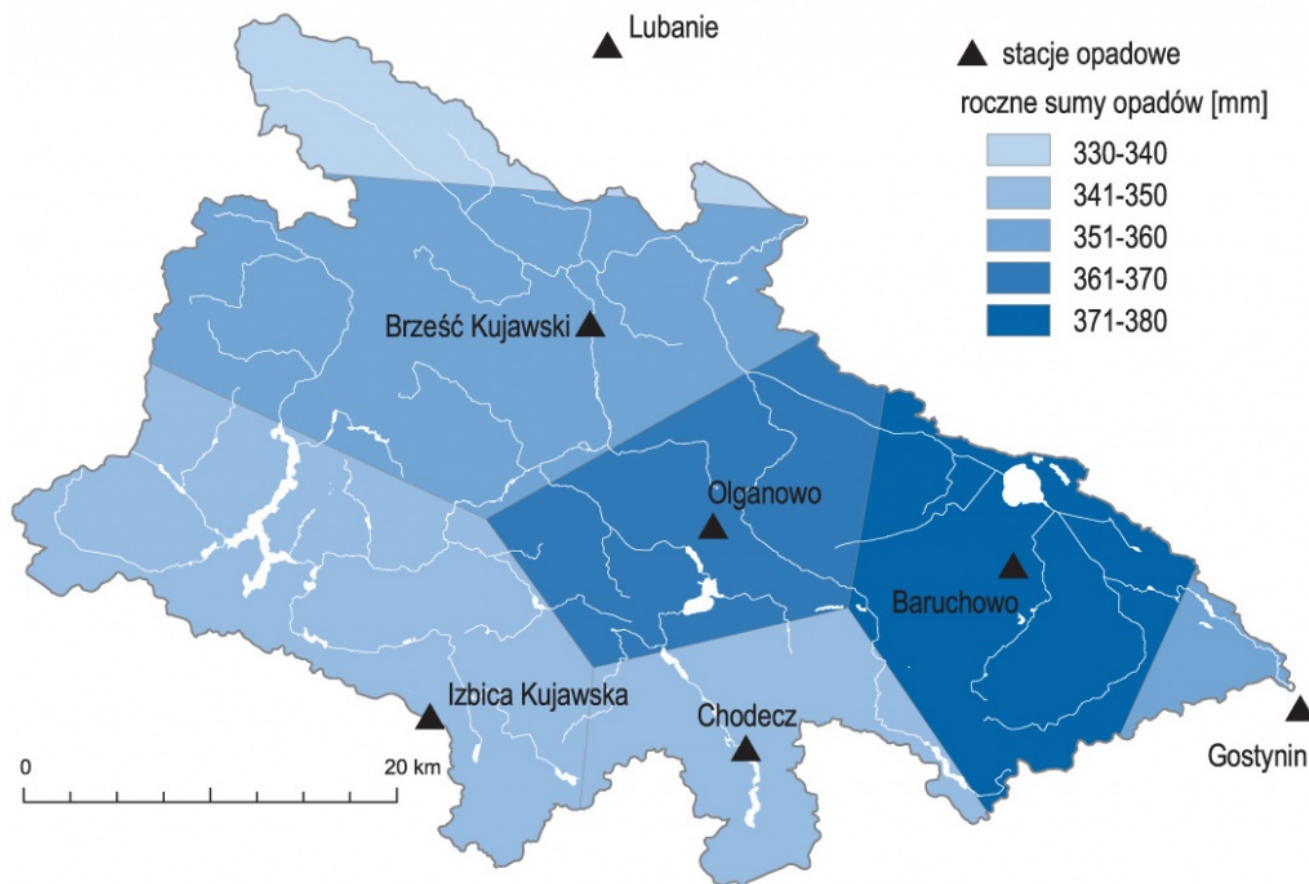 Lubanie
stacje opadowe
roczne sumy opadów [mm]
330-340
341-350
351-360
361-370
371-380
Brześć Kujawski
Olganowo
Baruchowo
Izbica Kujawska
Chodecz
Gostynin
0 20 km